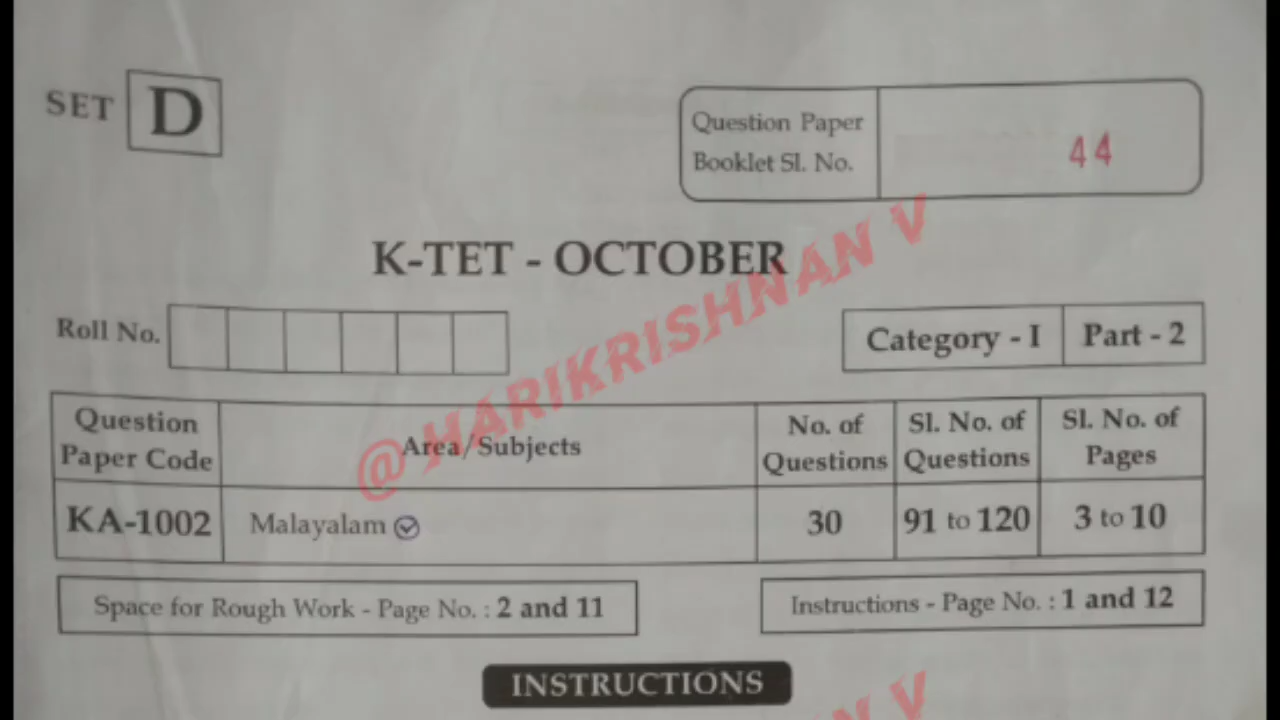 SET D
Question Paper
Booklet Sl. No.
44
K-TET - OCTOBER
Roll No.
Category - I Part - 2
Question
Paper Code
Area/Subjects
No. of
Questions
Sl. No. of
Questions
Sl. No. of
Pages
KA-1002 Malayalam 30 91 to 120 3 to 10
Space for Rough Work - Page No. : 2 and 11
Instructions - Page No. : 1 and 12
INSTRUCTIONS
@HARIKRISHNAN V
V